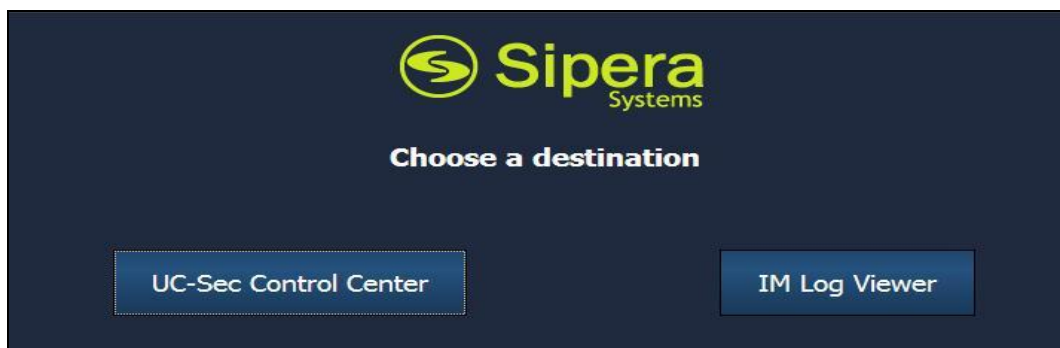 Sipera
Systems
Choose a destination
UC-Sec Control Center
IM Log Viewer